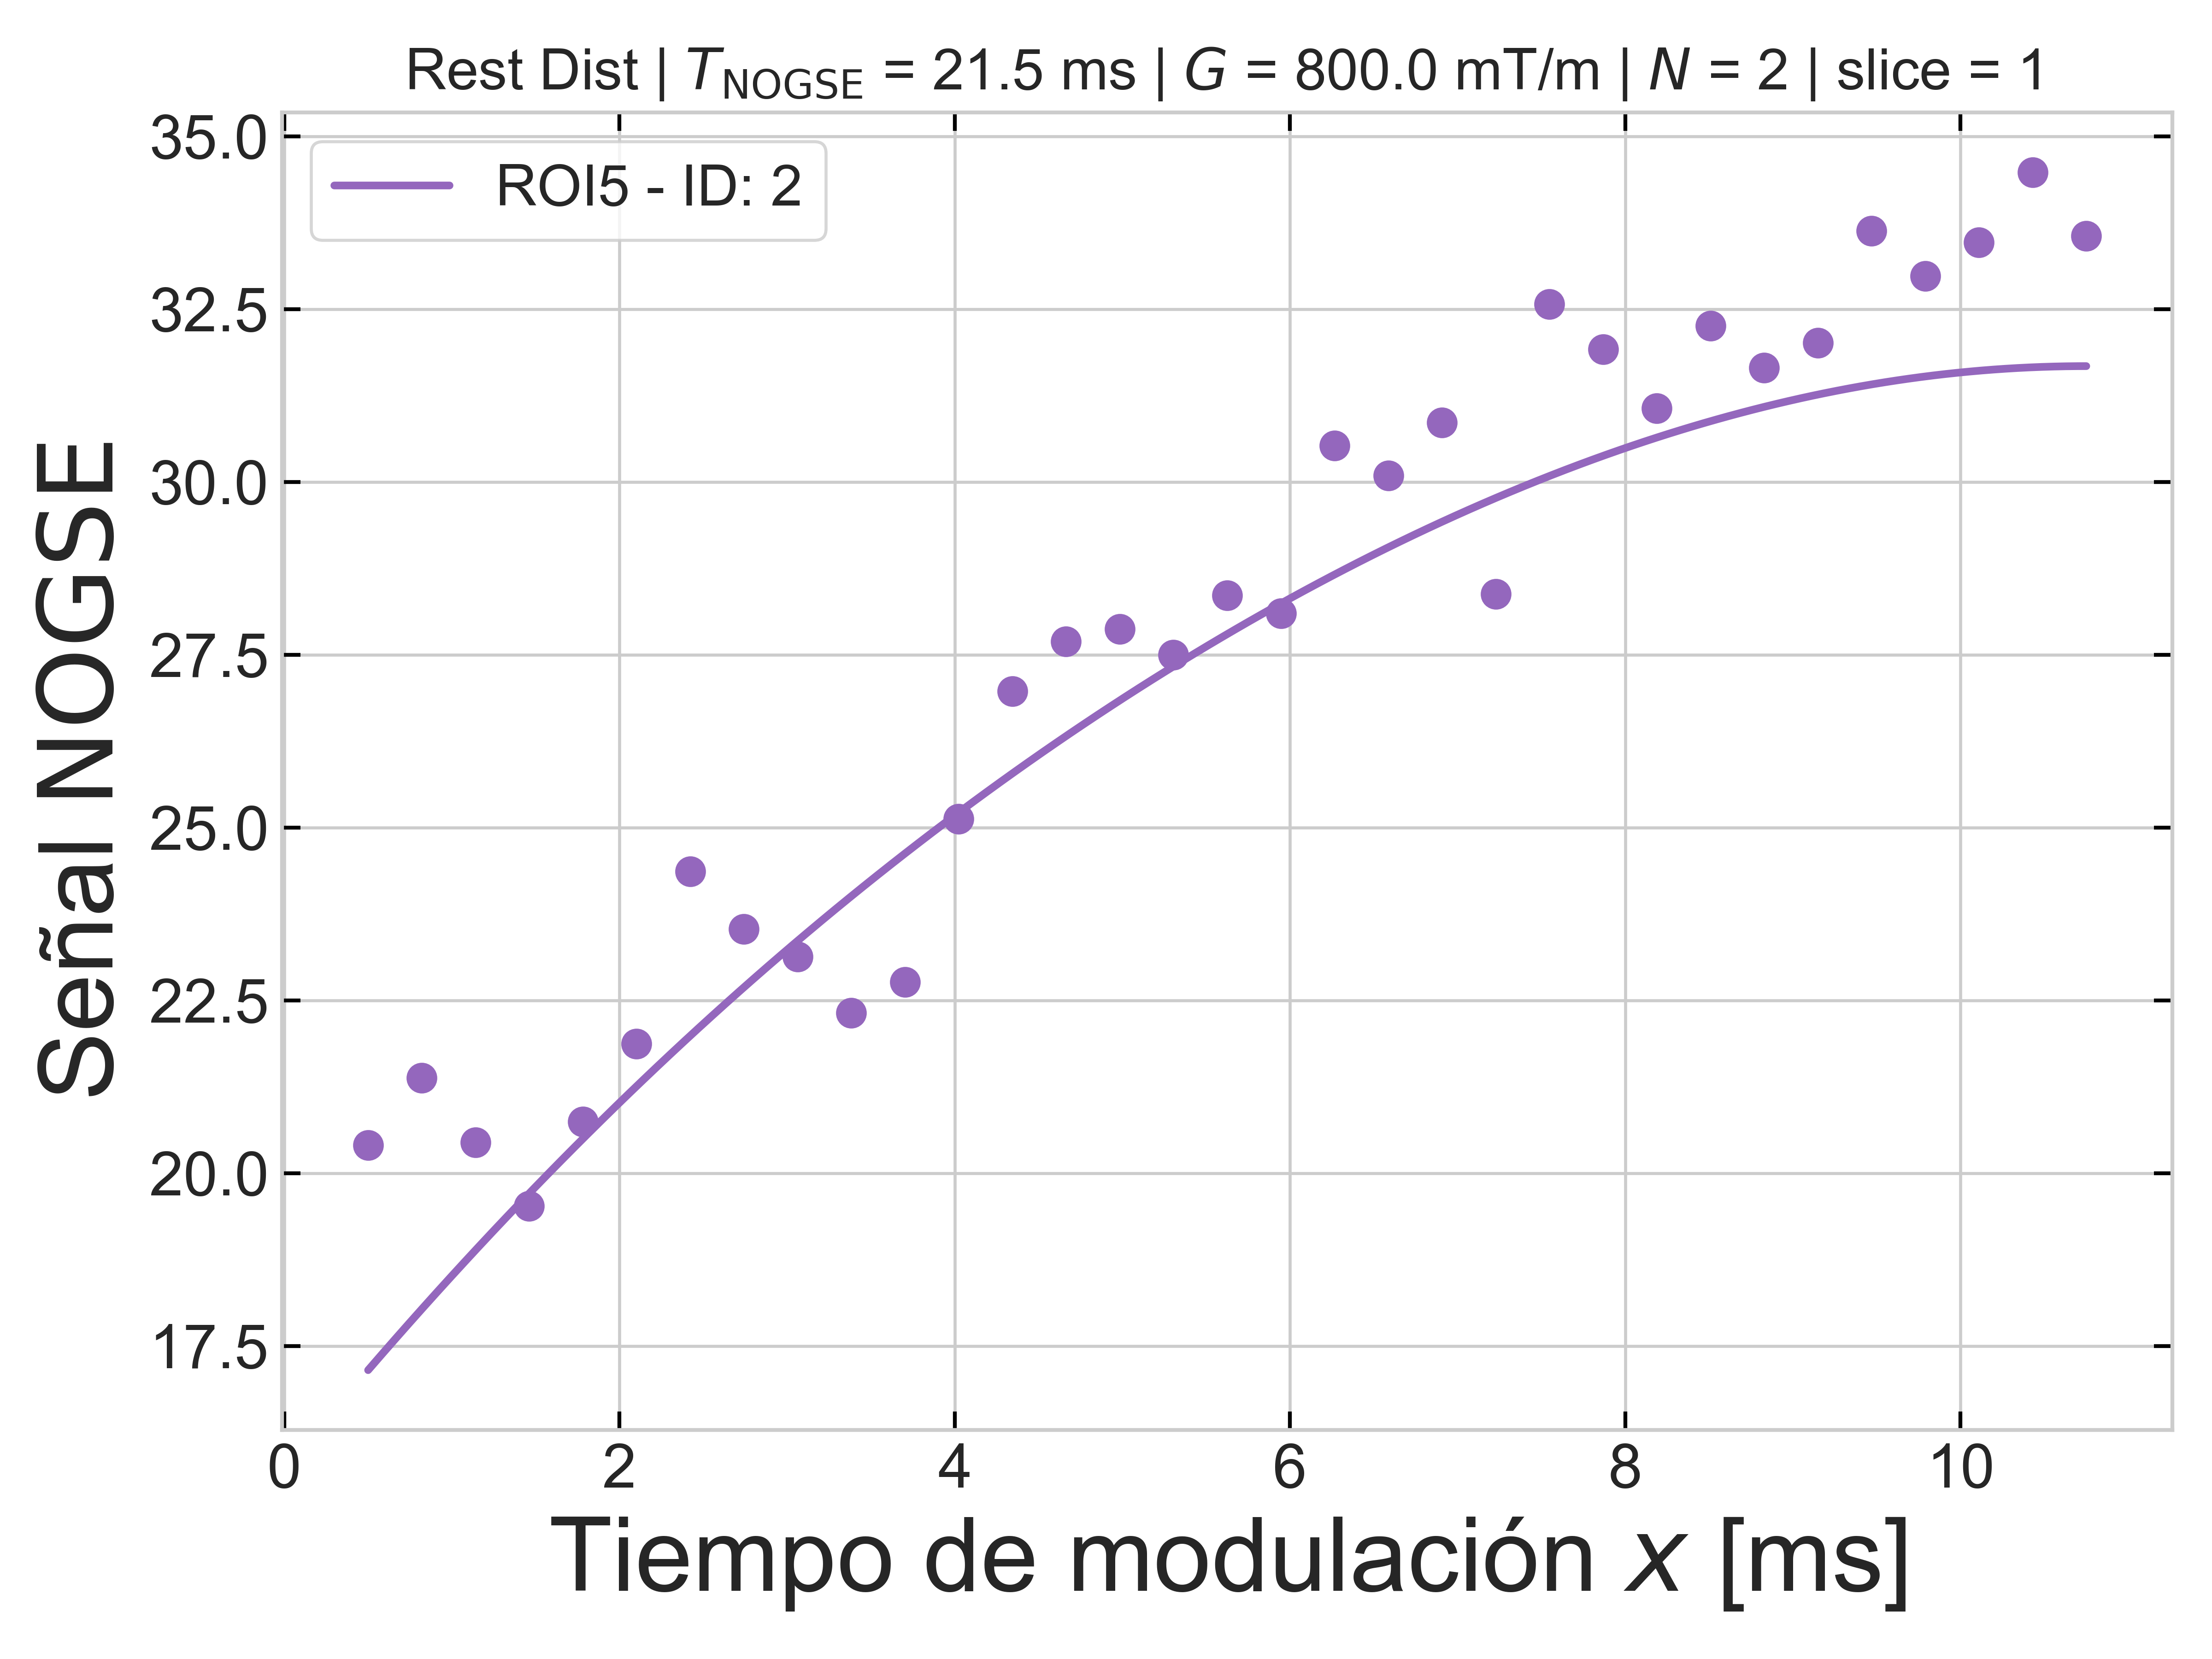 Rest Dist | T_NOGSE = 21.5 ms | G = 800.0 mT/m | N = 2 | slice = 1
ROI5 - ID: 2
Señal NOGSE
35.0
32.5
30.0
27.5
25.0
22.5
20.0
17.5
0 2 4 6 8 10
Tiempo de modulación x [ms]